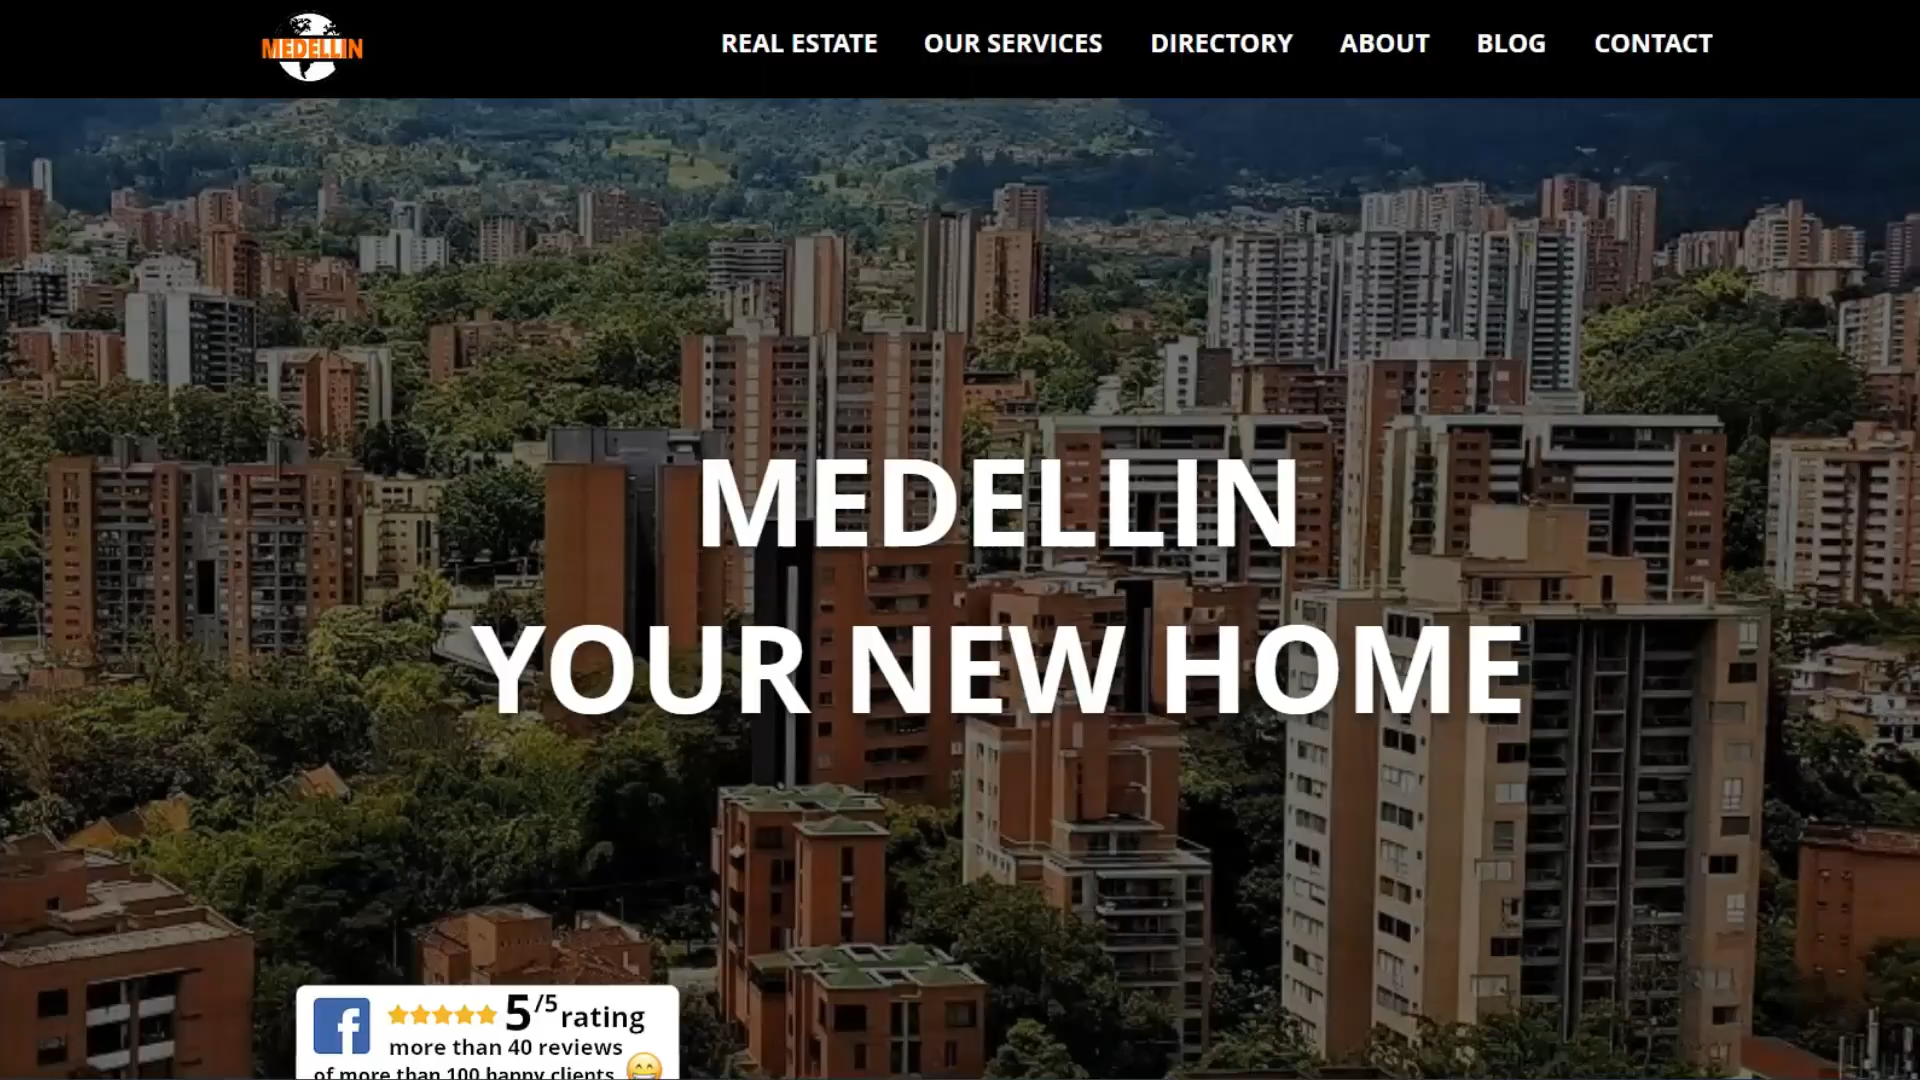 MEDELLIN
REAL ESTATE
OUR SERVICES
DIRECTORY
ABOUT
BLOG
CONTACT
MEDELLIN
YOUR NEW HOME
5/5 rating
more than 40 reviews
of more than 100 happy clients